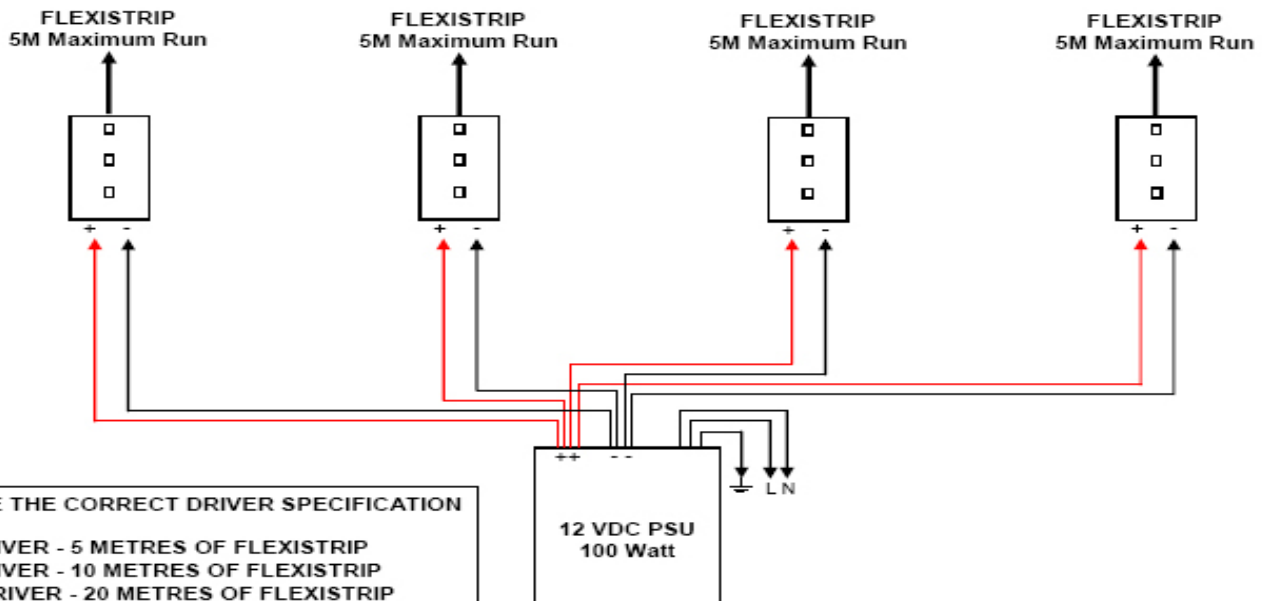 FLEXISTRIP
5M Maximum Run
FLEXISTRIP
5M Maximum Run
FLEXISTRIP
5M Maximum Run
FLEXISTRIP
5M Maximum Run
+ -
+ -
+ -
+ -
++ --
L N
12 VDC PSU
100 Watt
THE CORRECT DRIVER SPECIFICATION
- 5 METRES OF FLEXISTRIP
- 10 METRES OF FLEXISTRIP
- 20 METRES OF FLEXISTRIP